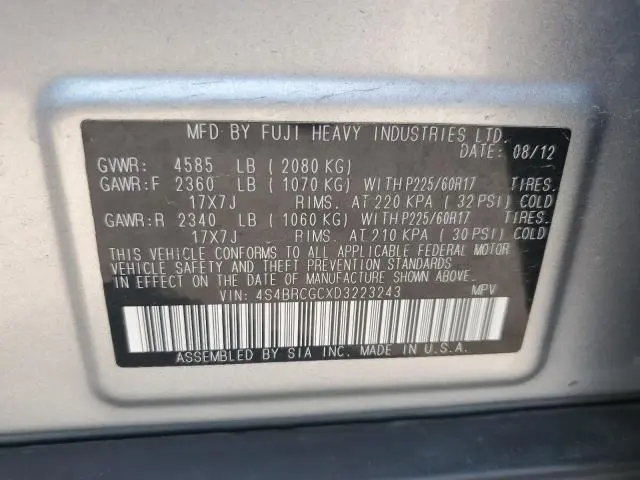 MFD BY FUJI HEAVY INDUSTRIES LTD.
DATE: 08/12
GVWR: 4585 LB (2080 KG)
GAWR:F 2360 LB (1070 KG) WITH P225/60R17 TIRES,
17X7J RIMS, AT 220 KPA (32 PSI) COLD
GAWR:R 2340 LB (1060 KG) WITH P225/60R17 TIRES,
17X7J RIMS, AT 210 KPA (30 PSI) COLD
THIS VEHICLE CONFORMS TO ALL APPLICABLE FEDERAL MOTOR
VEHICLE SAFETY AND THEFT PREVENTION STANDARDS
IN EFFECT ON THE DATE OF MANUFACTURE SHOWN ABOVE.
VIN: 4S4BRCGCXD3223243 MPV
ASSEMBLED BY SIA INC. MADE IN U.S.A.